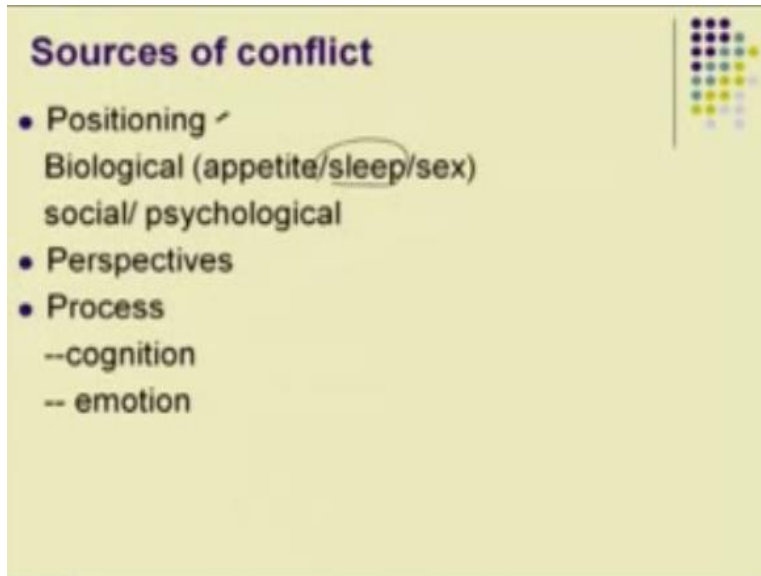 Sources of conflict
• Positioning
Biological (appetite/sleep/sex)
social/ psychological
• Perspectives
• Process
--cognition
-- emotion